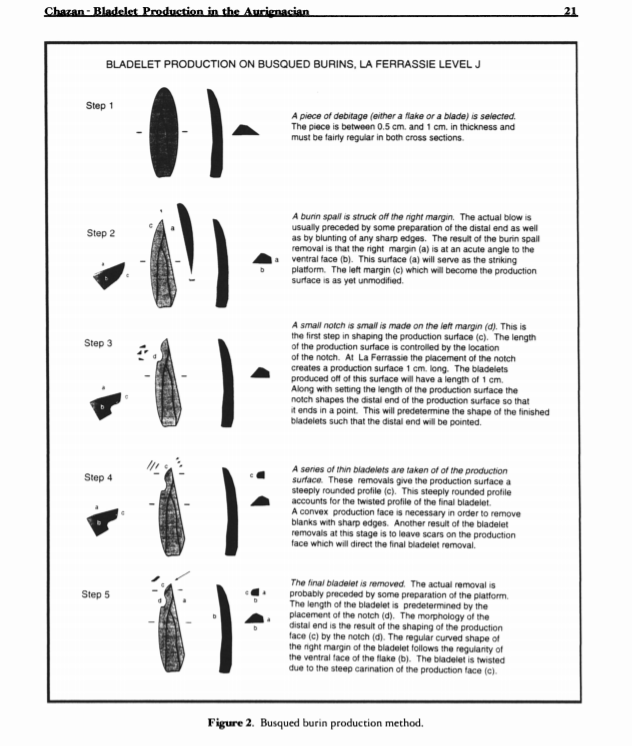 Chazan - Bladelet Production in the Aurignacian 21
BLADELET PRODUCTION ON BUSQUED BURINS, LA FERRASSIE LEVEL J
Step 1
A piece of debitage (either a flake or a blade) is selected.
The piece is between 0.5 cm. and 1 cm. in thickness and
must be fairly regular in both cross sections.
Step 2
c
a
a
b
c
a
b
A burin spall is struck off the right margin. The actual blow is
usually preceded by some preparation of the distal end as well
as by blunting of any sharp edges. The result of the burin spall
removal is that the right margin (a) is at an acute angle to the
ventral face (b). This surface (a) will serve as the striking
platform. The left margin (c) which will become the production
surface is as yet unmodified.
Step 3
d
a
b
c
A small notch is small is made on the left margin (d). This is
the first step in shaping the production surface (c). The length
of the production surface is controlled by the location
of the notch. At La Ferrassie the placement of the notch
creates a production surface 1 cm. long. The bladelets
produced off of this surface will have a length of 1 cm.
Along with setting the length of the production surface the
notch shapes the distal end of the production surface so that
it ends in a point. This will predetermine the shape of the finished
bladelets such that the distal end will be pointed.
Step 4
c
c
a
b
c
A series of thin bladelets are taken of of the production
surface. These removals give the production surface a
steeply rounded profile (c). This steeply rounded profile
accounts for the twisted profile of the final bladelet.
A convex production face is necessary in order to remove
blanks with sharp edges. Another result of the bladelet
removals at this stage is to leave scars on the production
face which will direct the final bladelet removal.
Step 5
c
d
a
b
c
a
b
a
b
The final bladelet is removed. The actual removal is
probably preceded by some preparation of the platform.
The length of the bladelet is predetermined by the
placement of the notch (d). The morphology of the
distal end is the result of the shaping of the production
face (c) by the notch (d). The regular curved shape of
the right margin of the bladelet follows the regularity of
the ventral face of the flake (b). The bladelet is twisted
due to the steep carination of the production face (c).
Figure 2. Busqued burin production method.